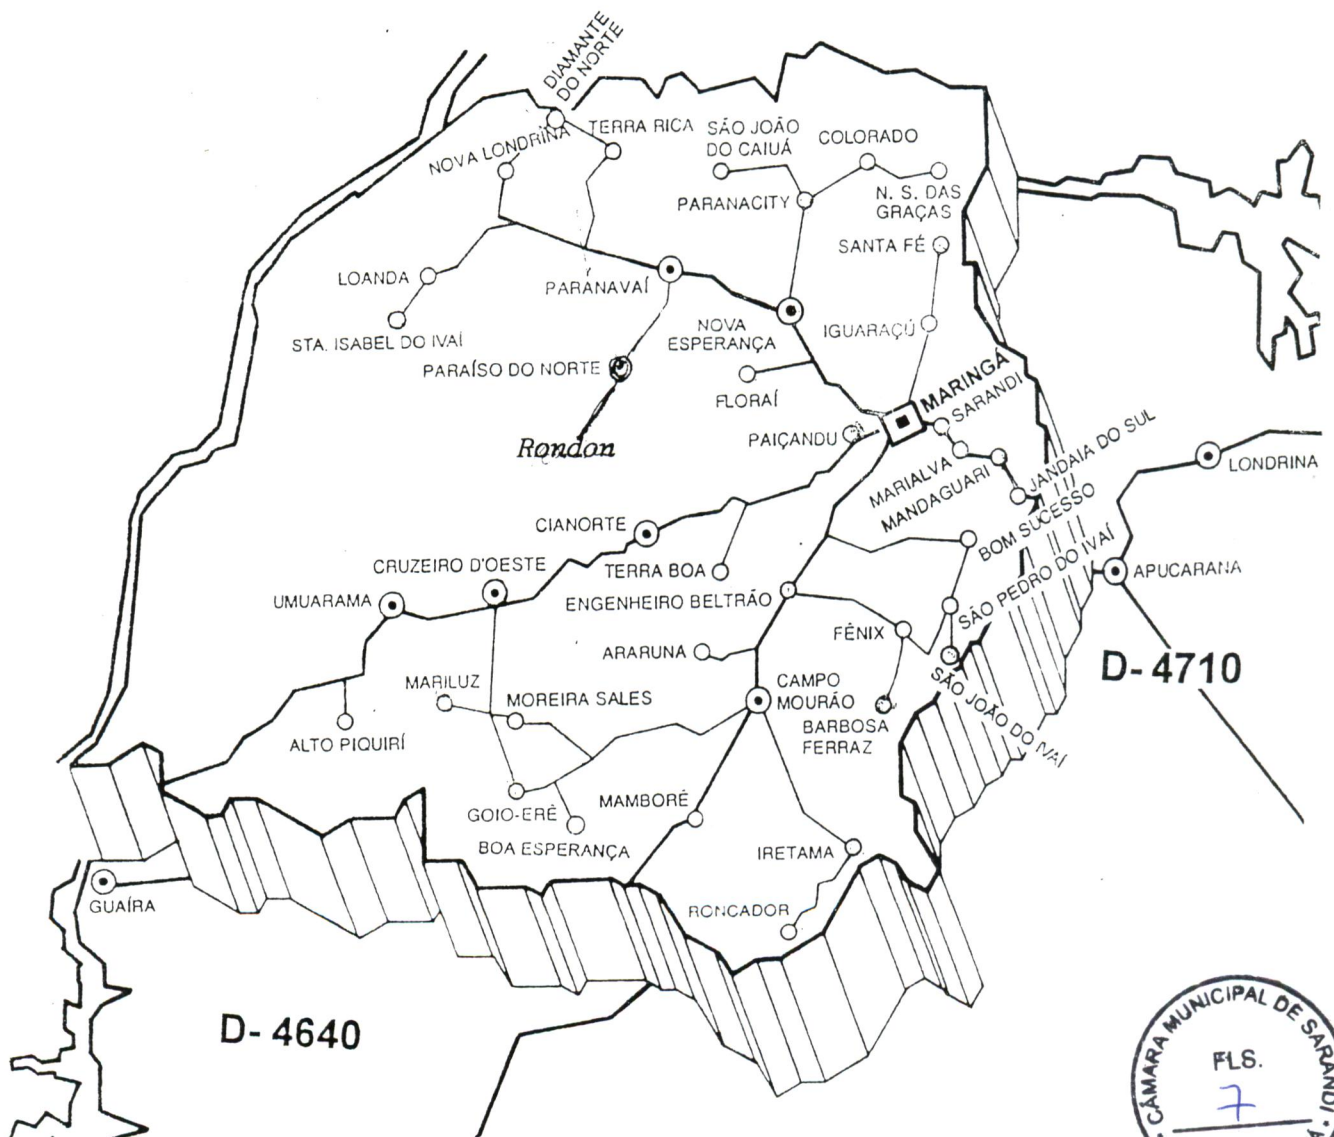 DIAMANTE
DO NORTE
NOVA LONDRINA
TERRA RICA
SÃO JOÃO
DO CAIUÁ
COLORADO
PARANACITY
N. S. DAS
GRAÇAS
SANTA FÉ
LOANDA
PARANAVAÍ
STA. ISABEL DO IVAÍ
NOVA
ESPERANÇA
IGUARAÇÚ
PARAÍSO DO NORTE
FLORAÍ
MARINGÁ
SARANDI
Rondon
PAIÇANDU
MARIALVA
MANDAGUARI
JANDAIA DO SUL
LONDRINA
CIANORTE
BOM SUCESSO
CRUZEIRO D'OESTE
TERRA BOA
UMUARAMA
ENGENHEIRO BELTRÃO
SÃO PEDRO DO IVAÍ
APUCARANA
FÊNIX
ARARUNA
D- 4710
MARILUZ
MOREIRA SALES
CAMPO
MOURÃO
SÃO JOÃO DO IVAÍ
BARBOSA
FERRAZ
ALTO PIQUIRÍ
GOIO-ERÊ
MAMBORÊ
BOA ESPERANÇA
IRETAMA
GUAÍRA
RONCADOR
D- 4640
CÂMARA MUNICIPAL DE SARANDI
FLS.
7